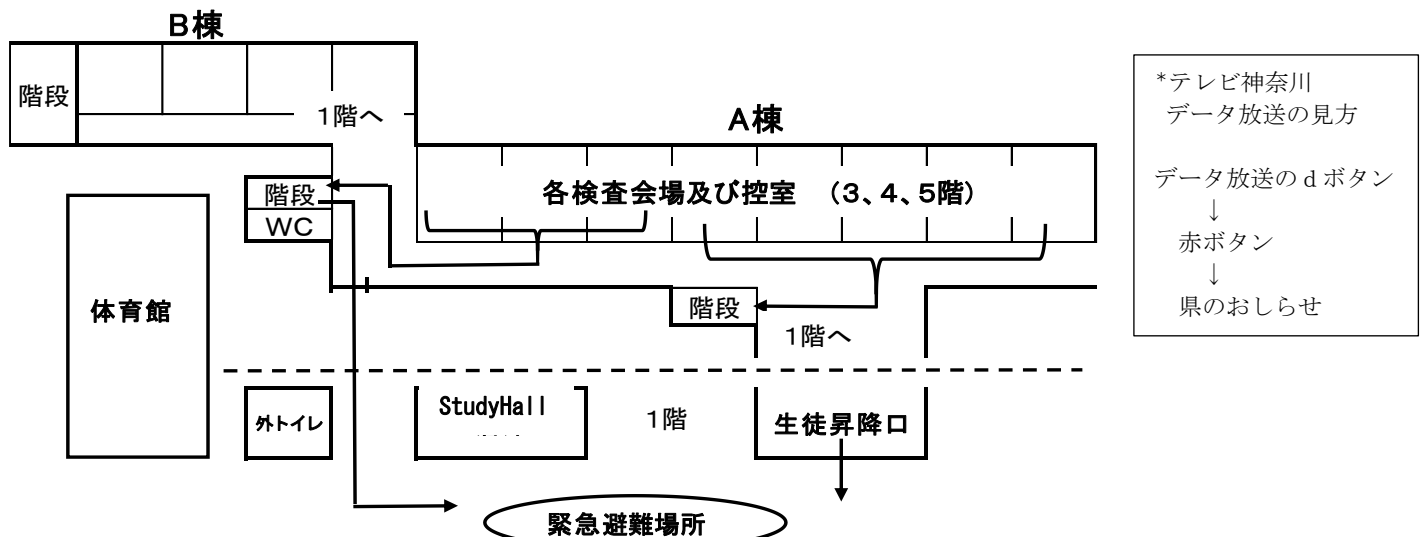 B棟
階段
1階へ
A棟
階段
WC
各検査会場及び控室 (3、4、5階)
体育館
階段
1階へ
外トイレ
StudyHall
1階
生徒昇降口
緊急避難場所
*テレビ神奈川
データ放送の見方
データ放送のdボタン
↓
赤ボタン
↓
県のおしらせ